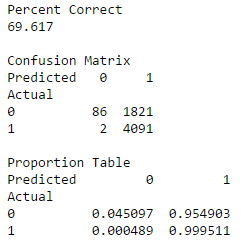 Percent Correct
69.617
Confusion Matrix
Predicted 0 1
Actual
0 86 1821
1 2 4091
Proportion Table
Predicted 0 1
Actual
0 0.045097 0.954903
1 0.000489 0.999511